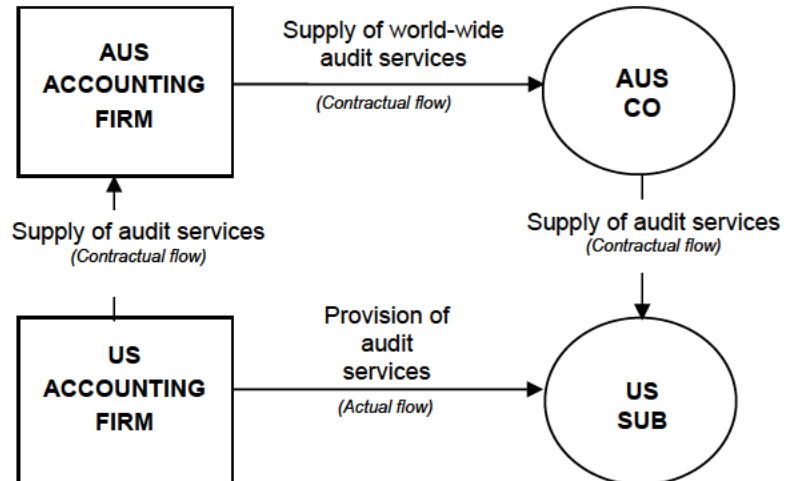 AUS
ACCOUNTING
FIRM
Supply of world-wide
audit services
(Contractual flow)
AUS
CO
Supply of audit services
(Contractual flow)
Supply of audit services
(Contractual flow)
US
ACCOUNTING
FIRM
Provision of
audit
services
(Actual flow)
US
SUB